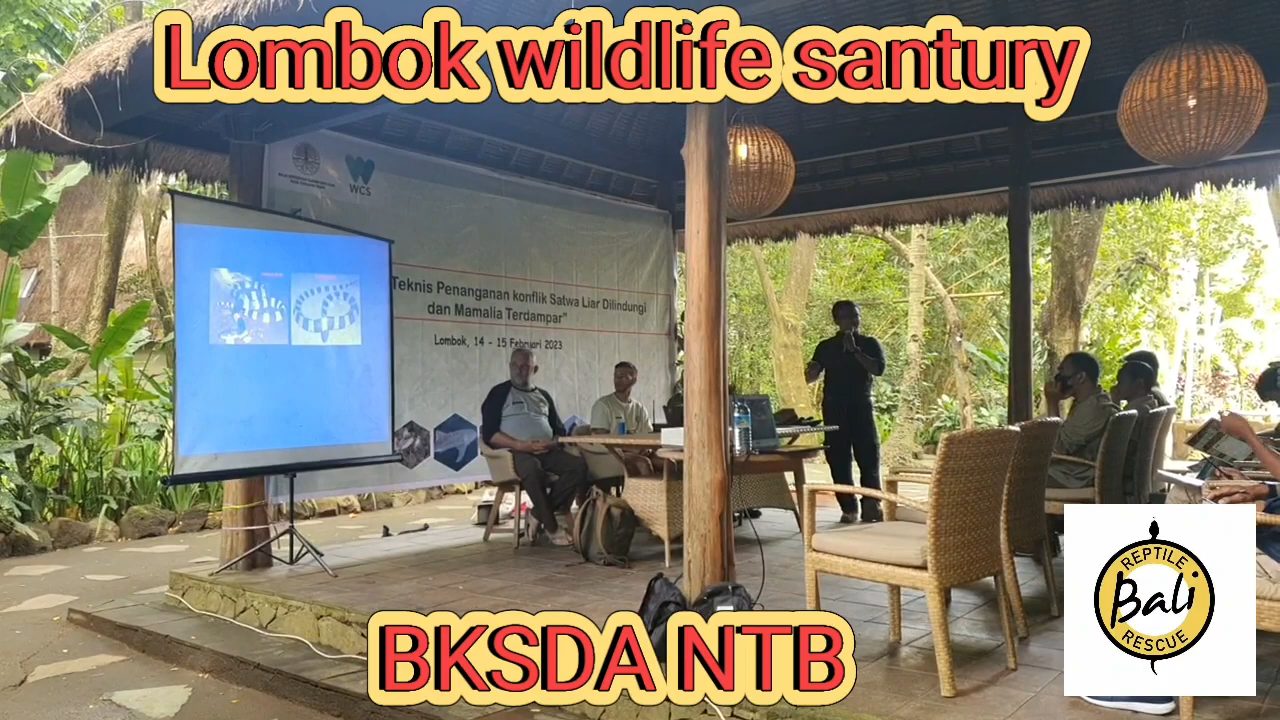 Lombok wildlife santury
WCS
Teknis Penanganan konflik Satwa Liar Dilindungi
dan Mamalia Terdampar"
Lombok, 14 - 15 Februari 2023
REPTILE
Bali
RESCUE
BKSDA NTB